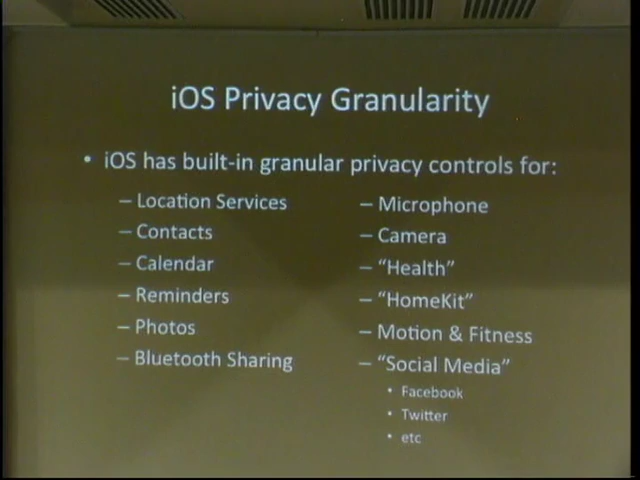 iOS Privacy Granularity
• iOS has built-in granular privacy controls for:
– Location Services
– Contacts
– Calendar
– Reminders
– Photos
– Bluetooth Sharing
– Microphone
– Camera
– “Health”
– “HomeKit”
– Motion & Fitness
– “Social Media”
• Facebook
• Twitter
• etc